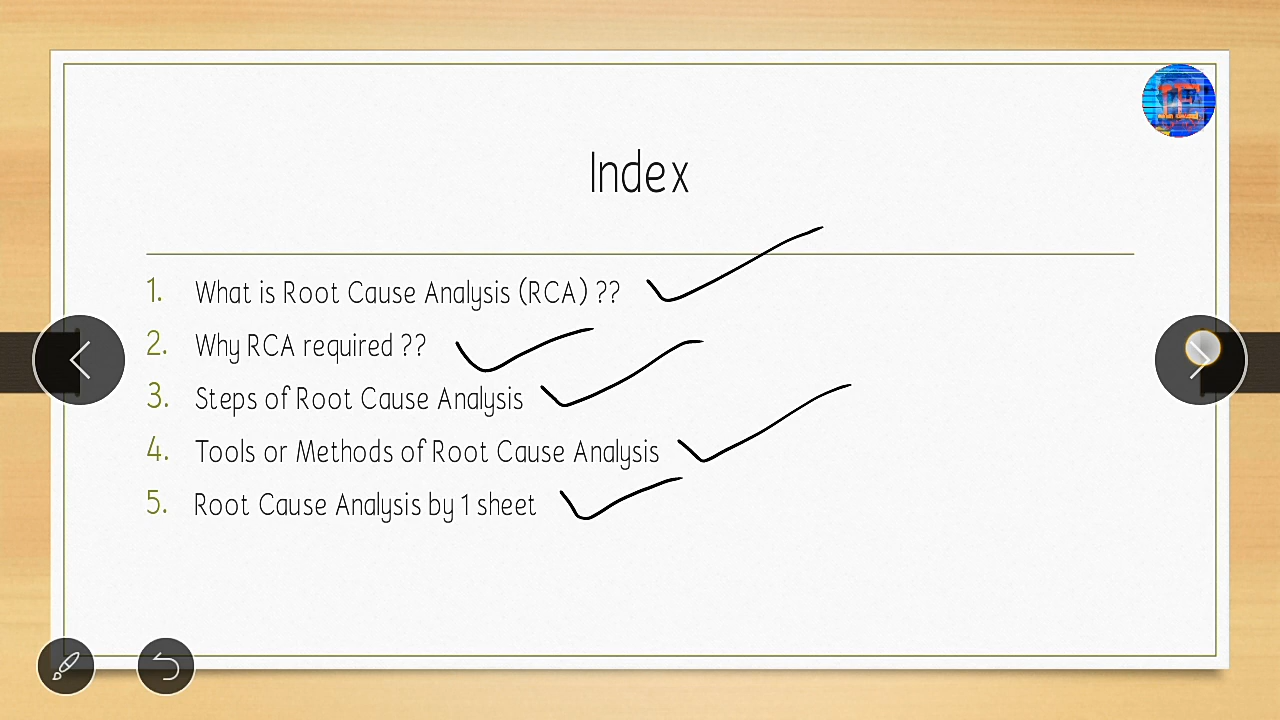 Index
1. What is Root Cause Analysis (RCA) ??
2. Why RCA required ??
3. Steps of Root Cause Analysis
4. Tools or Methods of Root Cause Analysis
5. Root Cause Analysis by 1 sheet